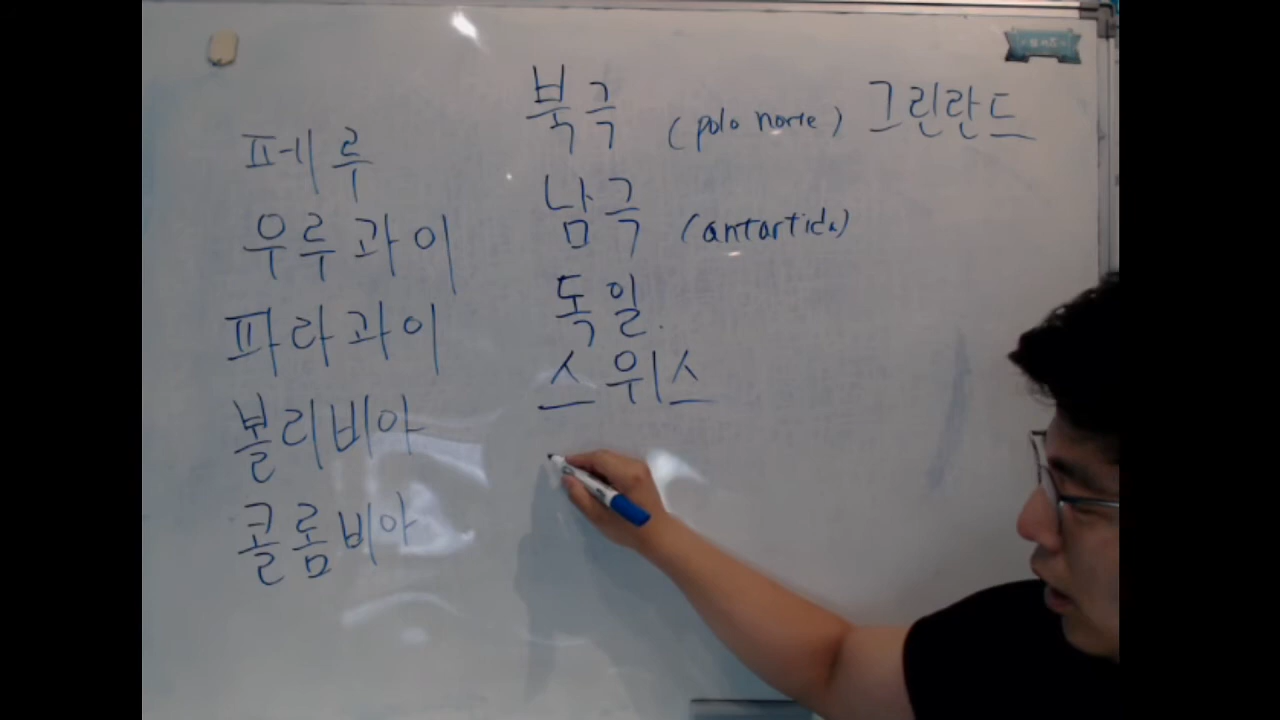 페루
우루과이
파라과이
볼리비아
콜롬비아
북극 (polo norte) 그린란드
남극 (antartida)
독일.
스위스